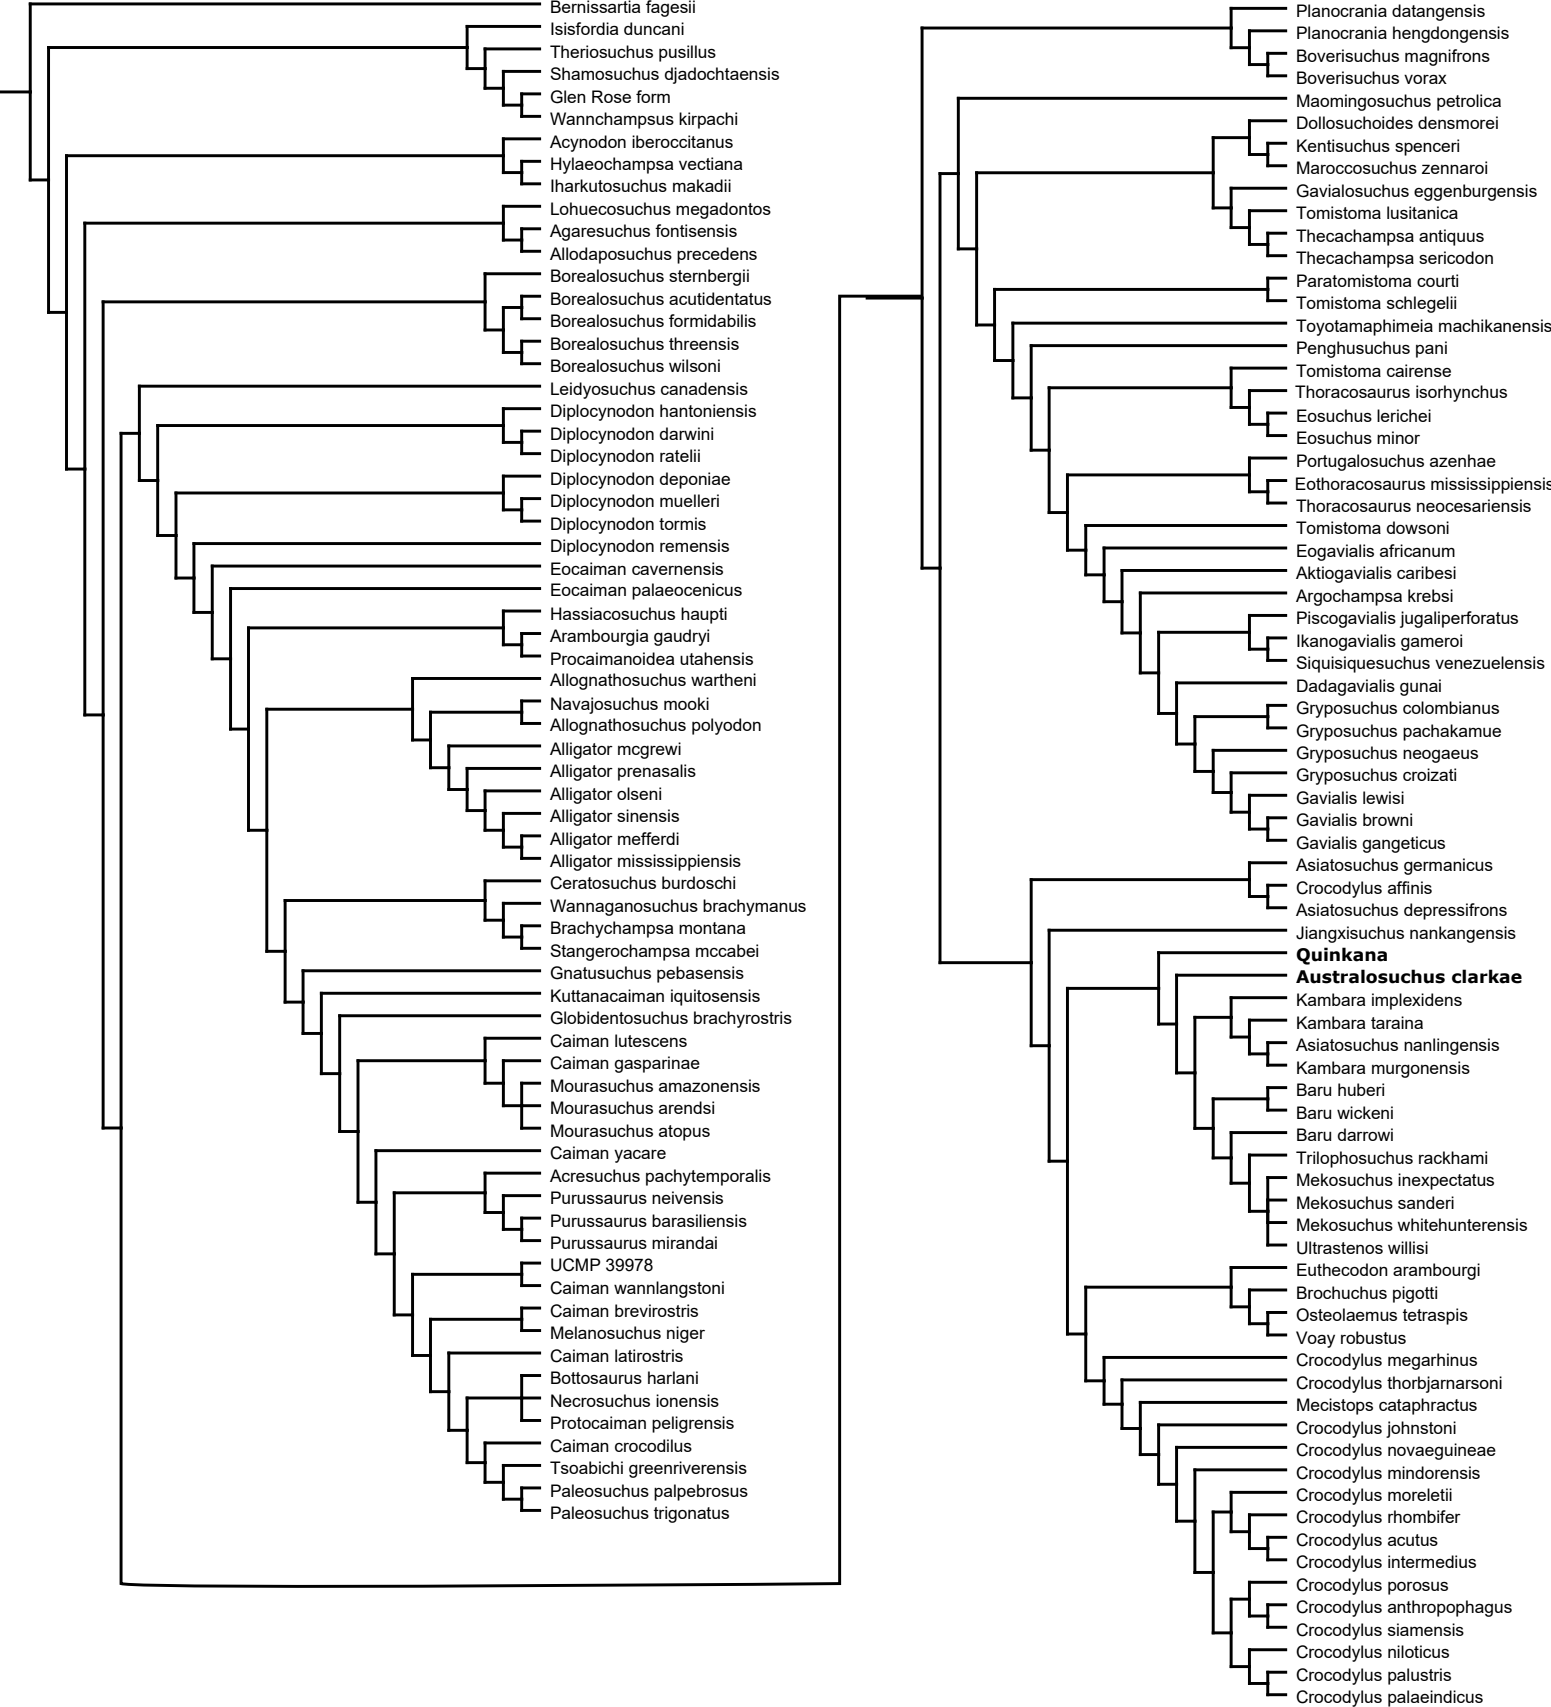 Bernissartia fagesii
Isisfordia duncani
Theriosuchus pusillus
Shamosuchus djadochtaensis
Glen Rose form
Wannchampsus kirpachi
Acynodon iberoccitanus
Hylaeochampsa vectiana
Iharkutosuchus makadii
Lohuecosuchus megadontos
Agaresuchus fontisensis
Allodaposuchus precedens
Borealosuchus sternbergii
Borealosuchus acutidentatus
Borealosuchus formidabilis
Borealosuchus threensis
Borealosuchus wilsoni
Leidyosuchus canadensis
Diplocynodon hantoniensis
Diplocynodon darwini
Diplocynodon ratelii
Diplocynodon deponiae
Diplocynodon muelleri
Diplocynodon tormis
Diplocynodon remensis
Eocaiman cavernensis
Eocaiman palaeocenicus
Hassiacosuchus haupti
Arambourgia gaudryi
Procaimanoidea utahensis
Allognathosuchus wartheni
Navajosuchus mooki
Allognathosuchus polyodon
Alligator mcgrewi
Alligator prenasalis
Alligator olseni
Alligator sinensis
Alligator mefferdi
Alligator mississippiensis
Ceratosuchus burdoschi
Wannaganosuchus brachymanus
Brachychampsa montana
Stangerochampsa mccabei
Gnatusuchus pebasensis
Kuttanacaiman iquitosensis
Globidentosuchus brachyrostris
Caiman lutescens
Caiman gasparinae
Mourasuchus amazonensis
Mourasuchus arendsi
Mourasuchus atopus
Caiman yacare
Acresuchus pachytemporalis
Purussaurus neivensis
Purussaurus barasiliensis
Purussaurus mirandai
UCMP 39978
Caiman wannlangstoni
Caiman brevirostris
Melanosuchus niger
Caiman latirostris
Bottosaurus harlani
Necrosuchus ionensis
Protocaiman peligrensis
Caiman crocodilus
Tsoabichi greenriverensis
Paleosuchus palpebrosus
Paleosuchus trigonatus
Planocrania datangensis
Planocrania hengdongensis
Boverisuchus magnifrons
Boverisuchus vorax
Maomingosuchus petrolica
Dollosuchoides densmorei
Kentisuchus spenceri
Maroccosuchus zennaroi
Gavialosuchus eggenburgensis
Tomistoma lusitanica
Thecachampsa antiquus
Thecachampsa sericodon
Paratomistoma courti
Tomistoma schlegelii
Toyotamaphimeia machikanensis
Penghusuchus pani
Tomistoma cairense
Thoracosaurus isorhynchus
Eosuchus lerichei
Eosuchus minor
Portugalosuchus azenhae
Eothoracosaurus mississippiensis
Thoracosaurus neocesariensis
Tomistoma dowsoni
Eogavialis africanum
Aktiogavialis caribesi
Argochampsa krebsi
Piscogavialis jugaliperforatus
Ikanogavialis gameroi
Siquisiquesuchus venezuelensis
Dadagavialis gunai
Gryposuchus colombianus
Gryposuchus pachakamue
Gryposuchus neogaeus
Gryposuchus croizati
Gavialis lewisi
Gavialis browni
Gavialis gangeticus
Asiatosuchus germanicus
Crocodylus affinis
Asiatosuchus depressifrons
Jiangxisuchus nankangensis
Quinkana
Australosuchus clarkae
Kambara implexidens
Kambara taraina
Asiatosuchus nanlingensis
Kambara murgonensis
Baru huberi
Baru wickeni
Baru darrowi
Trilophosuchus rackhami
Mekosuchus inexpectatus
Mekosuchus sanderi
Mekosuchus whitehunterensis
Ultrastenos willisi
Euthecodon arambourgi
Brochuchus pigotti
Osteolaemus tetraspis
Voay robustus
Crocodylus megarhinus
Crocodylus thorbjarnarsoni
Mecistops cataphractus
Crocodylus johnstoni
Crocodylus novaeguineae
Crocodylus mindorensis
Crocodylus moreletii
Crocodylus rhombifer
Crocodylus acutus
Crocodylus intermedius
Crocodylus porosus
Crocodylus anthropophagus
Crocodylus siamensis
Crocodylus niloticus
Crocodylus palustris
Crocodylus palaeindicus